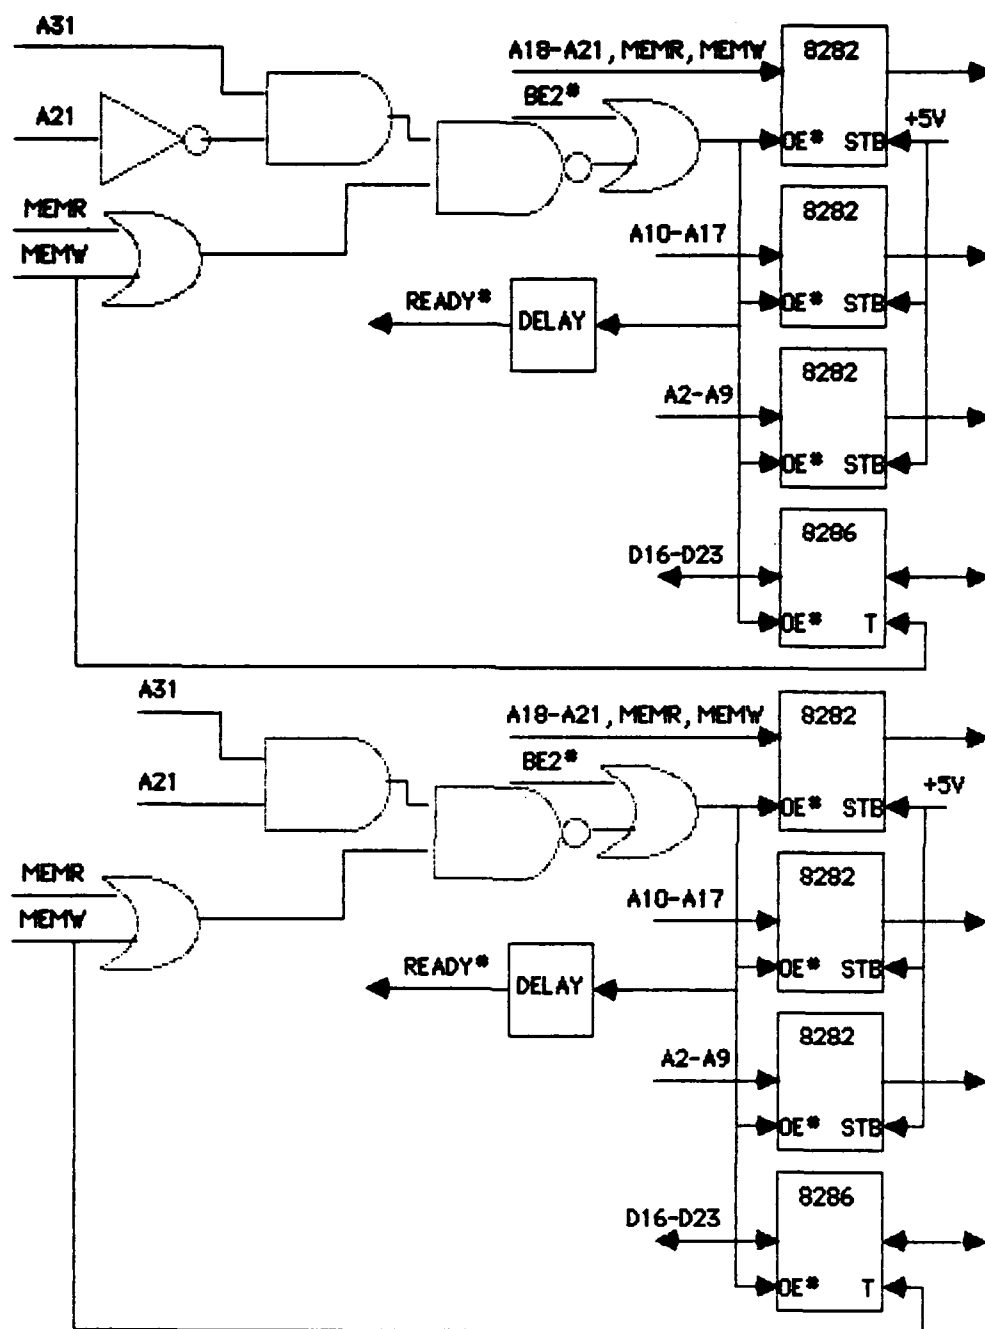 A31
A18-A21, MEMR, MEMW
8282
BE2*
A21
+5V
OE* STB
MEMR
8282
MEMW
A10-A17
READY*
DELAY
OE* STB
8282
A2-A9
OE* STB
8286
D16-D23
OE* T
A31
A18-A21, MEMR, MEMW
8282
BE2*
A21
+5V
OE* STB
MEMR
8282
MEMW
A10-A17
READY*
DELAY
OE* STB
8282
A2-A9
OE* STB
8286
D16-D23
OE* T